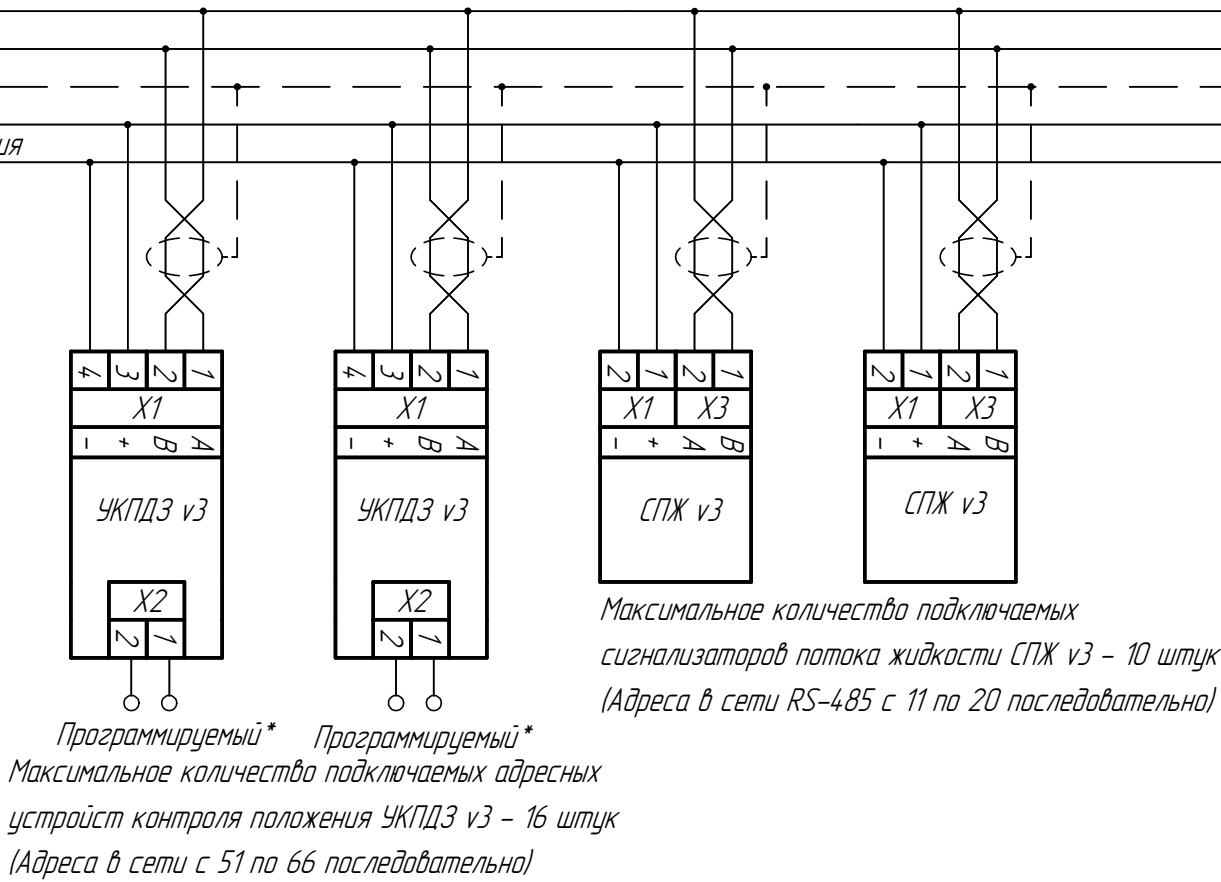 ия
4 3 2 1
X1
- + B A
УКПДЗ v3
X2
2 1
Программируемый*
4 3 2 1
X1
- + B A
УКПДЗ v3
X2
2 1
Программируемый*
Максимальное количество подключаемых адресных
устройст контроля положения УКПДЗ v3 – 16 штук
(Адреса в сети с 51 по 66 последовательно)
2 1 2 1
X1 X3
- + A B
СПЖ v3
2 1 2 1
X1 X3
- + A B
СПЖ v3
Максимальное количество подключаемых
сигнализаторов потока жидкости СПЖ v3 – 10 штук
(Адреса в сети RS-485 с 11 по 20 последовательно)